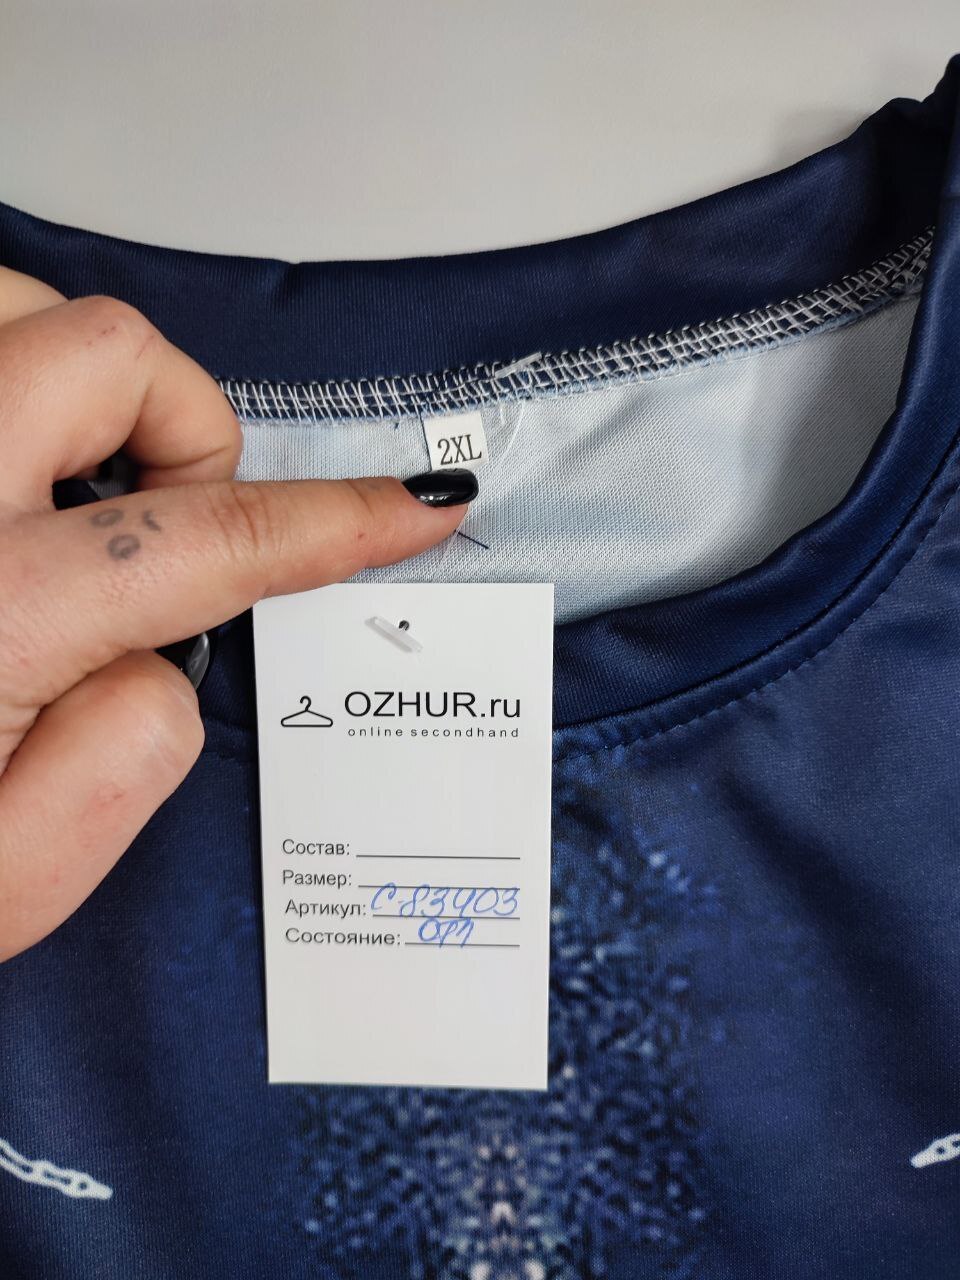 2XL
OZHUR.ru
online secondhand
Состав:
Размер:
Артикул: С-83403
Состояние: